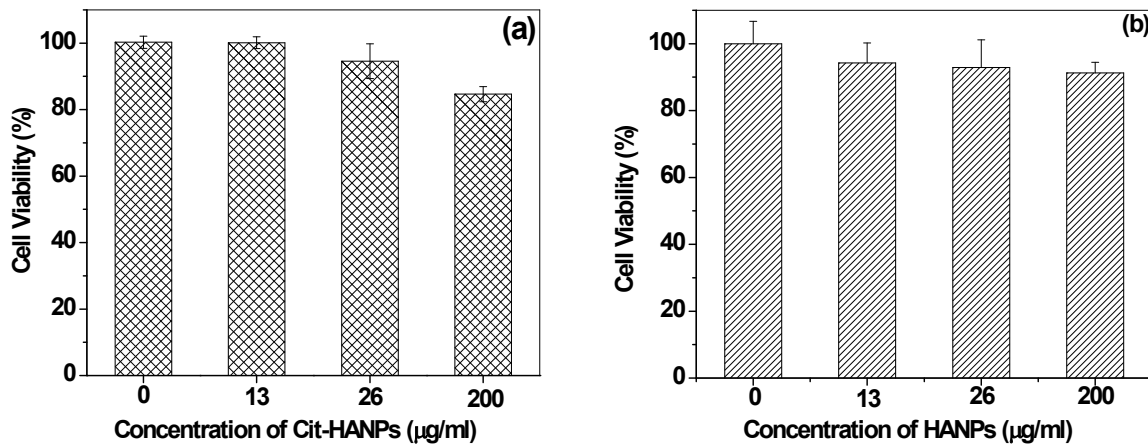 (a)
100
80
60
40
20
0
Cell Viability (%)
0 13 26 200
Concentration of Cit-HANPs (μg/ml)
(b)
100
80
60
40
20
0
Cell Viability (%)
0 13 26 200
Concentration of HANPs (μg/ml)